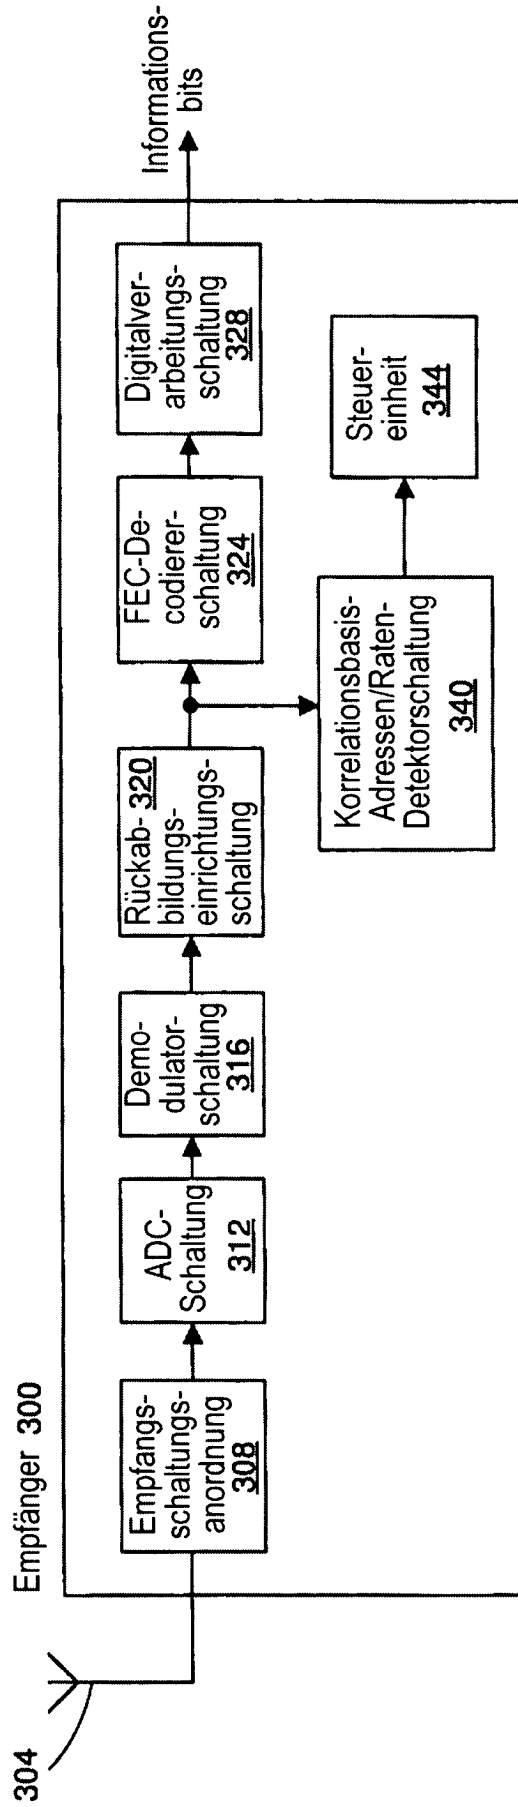 Empfänger 300
304
Empfangs-
schaltungs-
anordnung
308
ADC-
Schaltung
312
Demo-
dulator-
schaltung
316
Rückab- 320
bildungs-
einrichtungs-
schaltung
FEC-De-
codierer-
schaltung
324
Digitalver-
arbeitungs-
schaltung
328
Informations-
bits
Korrelationsbasis-
Adressen/Raten-
Detektorschaltung
340
Steuer-
einheit
344